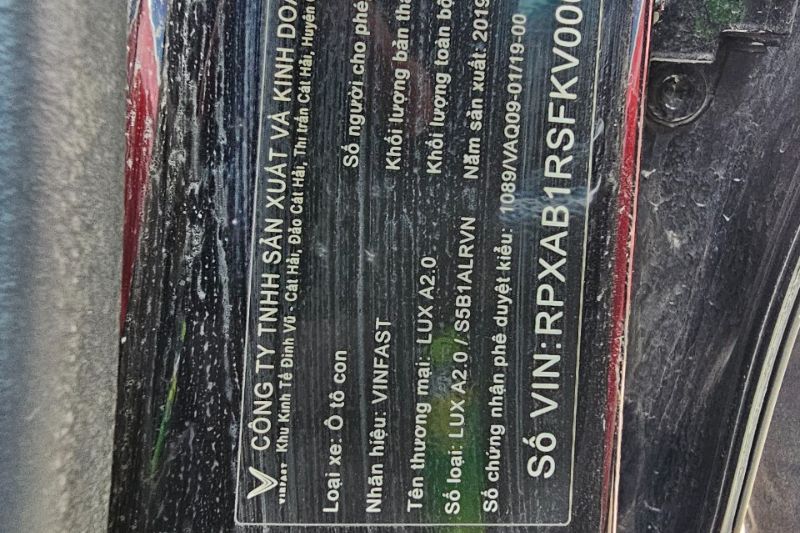 VINFAST
CÔNG TY TNHH SẢN XUẤT VÀ KINH
Khu Kinh Tế Đình Vũ - Cát Hải, Đảo Cát Hải, Thị trấn Cát Hải, Huyện
Loại xe: Ô tô con
Số người cho phé
Nhãn hiệu: VINFAST
Khối lượng bản
Tên thương mại: LUX A2.0
Khối lượng toàn bộ
Số loại: LUX A2.0 / S5B1ALRVN
Năm sản xuất: 2019
Số chứng nhận phê duyệt kiểu: 1089/VAQ09-01/19-00
Số VIN:RPXAB1RSFKV00